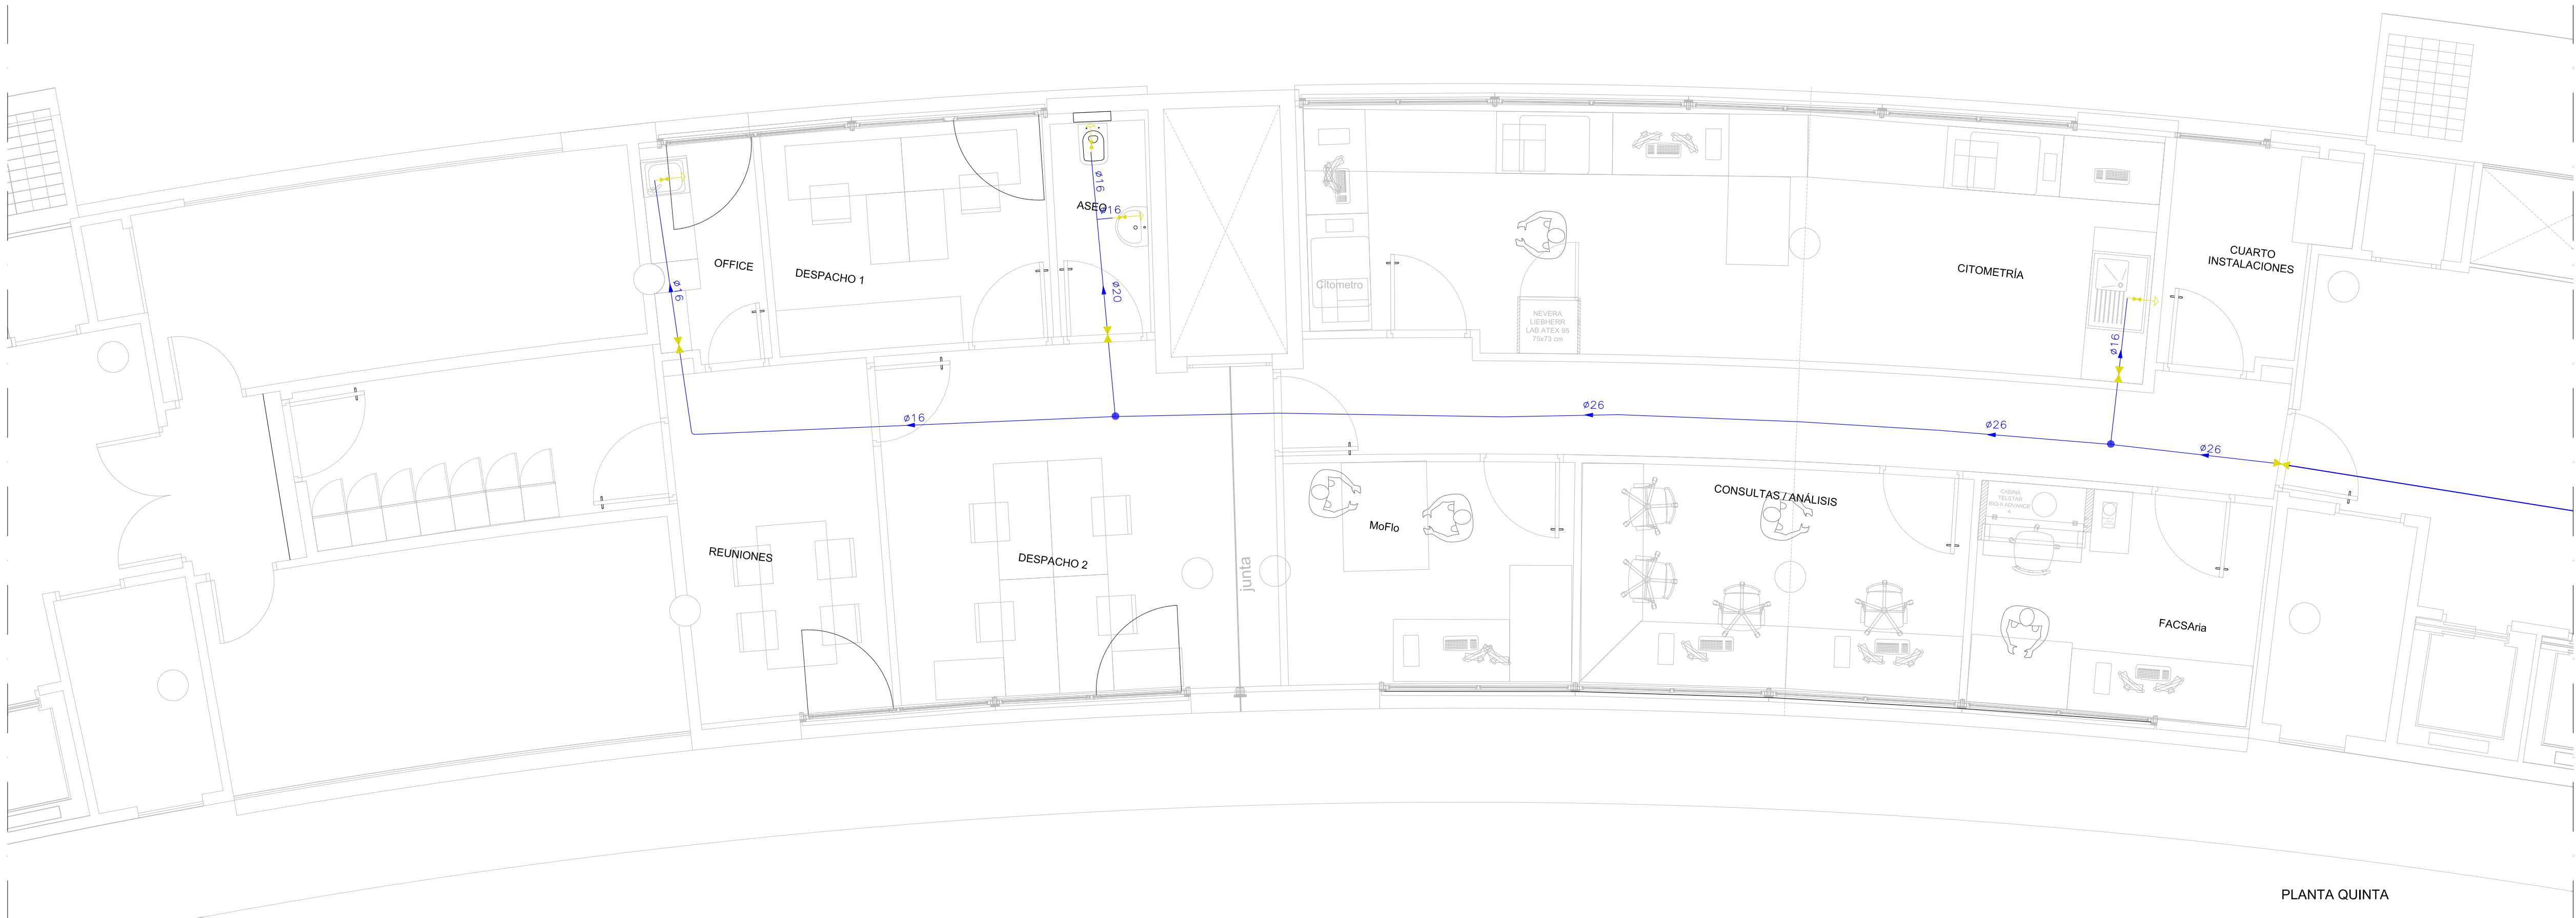 ø16
ASEO
ø16
OFFICE
DESPACHO 1
ø16
ø20
Citometro
NEVERA
LIEBHERR
LAB ATEX 95
75x73 cm
CITOMETRÍA
CUARTO
INSTALACIONES
ø16
ø16
ø26
ø26
ø26
REUNIONES
DESPACHO 2
junta
MoFlo
CONSULTAS / ANÁLISIS
CABINA
TELSTAR
BIO-II ADVANCE
4
FACSAria
PLANTA QUINTA